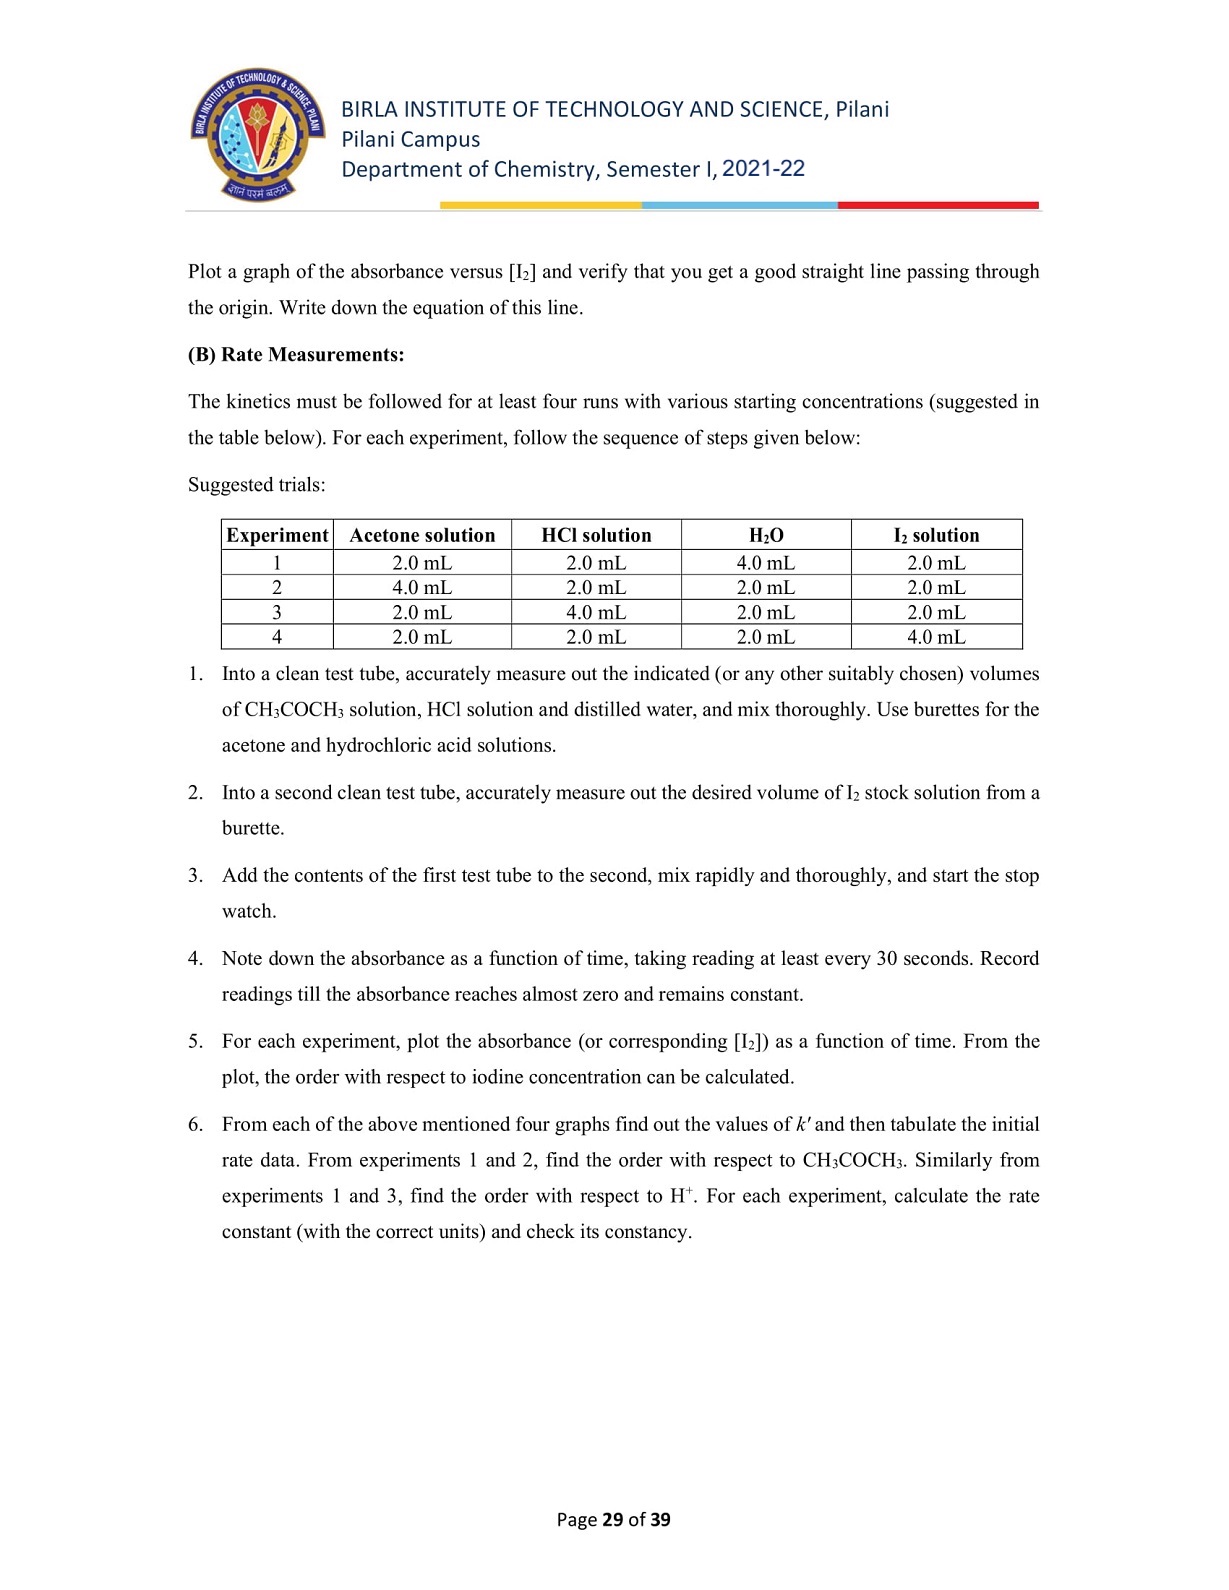 BIRLA INSTITUTE OF TECHNOLOGY & SCIENCE, PILANI
ज्ञानं परमं बलम्
BIRLA INSTITUTE OF TECHNOLOGY AND SCIENCE, Pilani
Pilani Campus
Department of Chemistry, Semester I, 2021-22
Plot a graph of the absorbance versus [I₂] and verify that you get a good straight line passing through
the origin. Write down the equation of this line.
(B) Rate Measurements:
The kinetics must be followed for at least four runs with various starting concentrations (suggested in
the table below). For each experiment, follow the sequence of steps given below:
Suggested trials:
Experiment Acetone solution HCl solution H₂O I₂ solution
1 2.0 mL 2.0 mL 4.0 mL 2.0 mL
2 4.0 mL 2.0 mL 2.0 mL 2.0 mL
3 2.0 mL 4.0 mL 2.0 mL 2.0 mL
4 2.0 mL 2.0 mL 2.0 mL 4.0 mL
1. Into a clean test tube, accurately measure out the indicated (or any other suitably chosen) volumes
of CH₃COCH₃ solution, HCl solution and distilled water, and mix thoroughly. Use burettes for the
acetone and hydrochloric acid solutions.
2. Into a second clean test tube, accurately measure out the desired volume of I₂ stock solution from a
burette.
3. Add the contents of the first test tube to the second, mix rapidly and thoroughly, and start the stop
watch.
4. Note down the absorbance as a function of time, taking reading at least every 30 seconds. Record
readings till the absorbance reaches almost zero and remains constant.
5. For each experiment, plot the absorbance (or corresponding [I₂]) as a function of time. From the
plot, the order with respect to iodine concentration can be calculated.
6. From each of the above mentioned four graphs find out the values of k′ and then tabulate the initial
rate data. From experiments 1 and 2, find the order with respect to CH₃COCH₃. Similarly from
experiments 1 and 3, find the order with respect to H⁺. For each experiment, calculate the rate
constant (with the correct units) and check its constancy.
Page 29 of 39